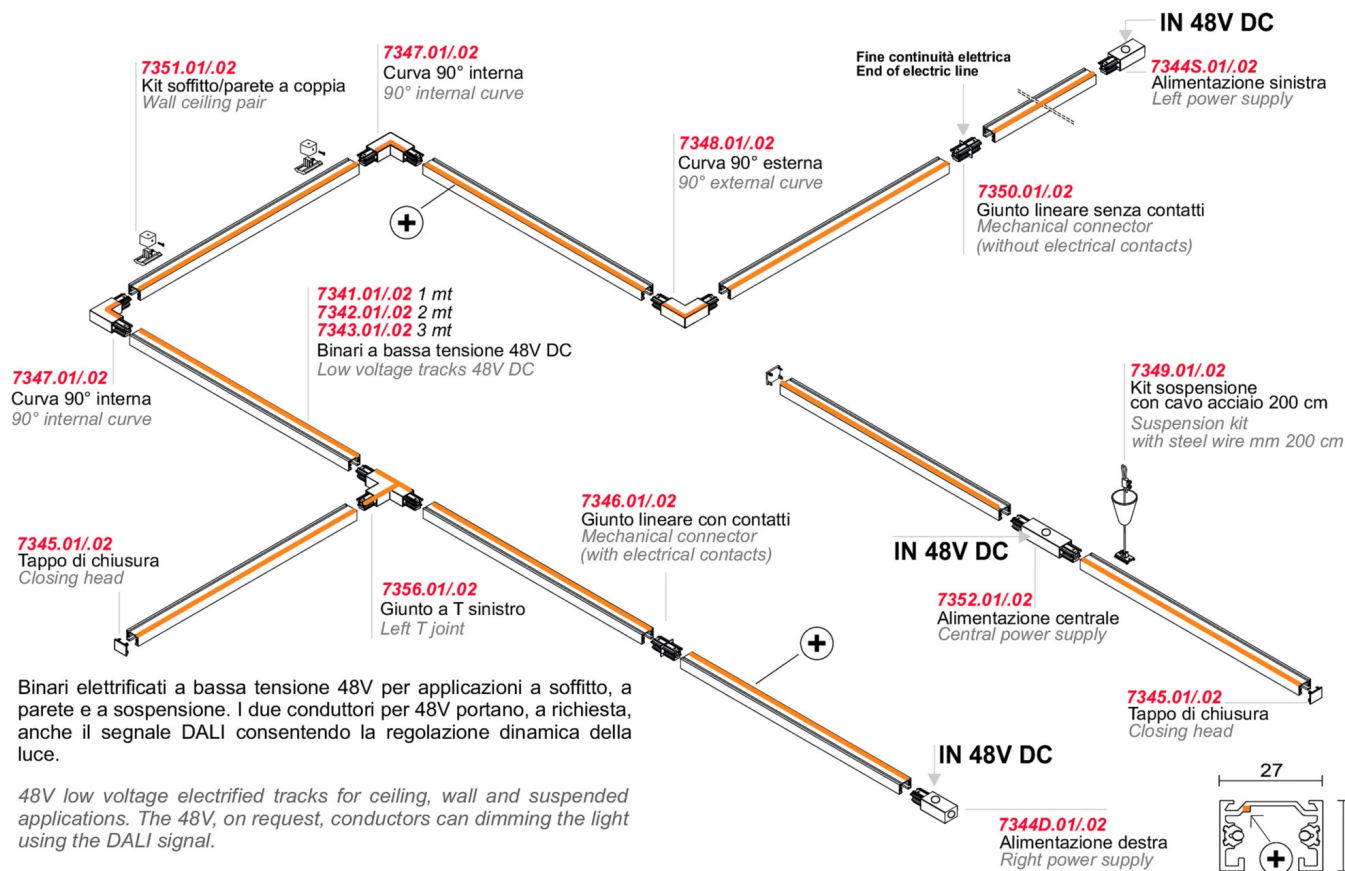 IN 48V DC
7347.01/.02
Curva 90° interna
90° internal curve
7351.01/.02
Kit soffitto/parete a coppia
Wall ceiling pair
Fine continuità elettrica
End of electric line
7344S.01/.02
Alimentazione sinistra
Left power supply
7348.01/.02
Curva 90° esterna
90° external curve
7350.01/.02
Giunto lineare senza contatti
Mechanical connector
(without electrical contacts)
+
7341.01/.02 1 mt
7342.01/.02 2 mt
7343.01/.02 3 mt
Binari a bassa tensione 48V DC
Low voltage tracks 48V DC
7347.01/.02
Curva 90° interna
90° internal curve
7349.01/.02
Kit sospensione
con cavo acciaio 200 cm
Suspension kit
with steel wire mm 200 cm
7346.01/.02
Giunto lineare con contatti
Mechanical connector
(with electrical contacts)
IN 48V DC
7345.01/.02
Tappo di chiusura
Closing head
7356.01/.02
Giunto a T sinistro
Left T joint
7352.01/.02
Alimentazione centrale
Central power supply
+
7345.01/.02
Tappo di chiusura
Closing head
Binari elettrificati a bassa tensione 48V per applicazioni a soffitto, a
parete e a sospensione. I due conduttori per 48V portano, a richiesta,
anche il segnale DALI consentendo la regolazione dinamica della
luce.
48V low voltage electrified tracks for ceiling, wall and suspended
applications. The 48V, on request, conductors can dimming the light
using the DALI signal.
IN 48V DC
7344D.01/.02
Alimentazione destra
Right power supply
27
+